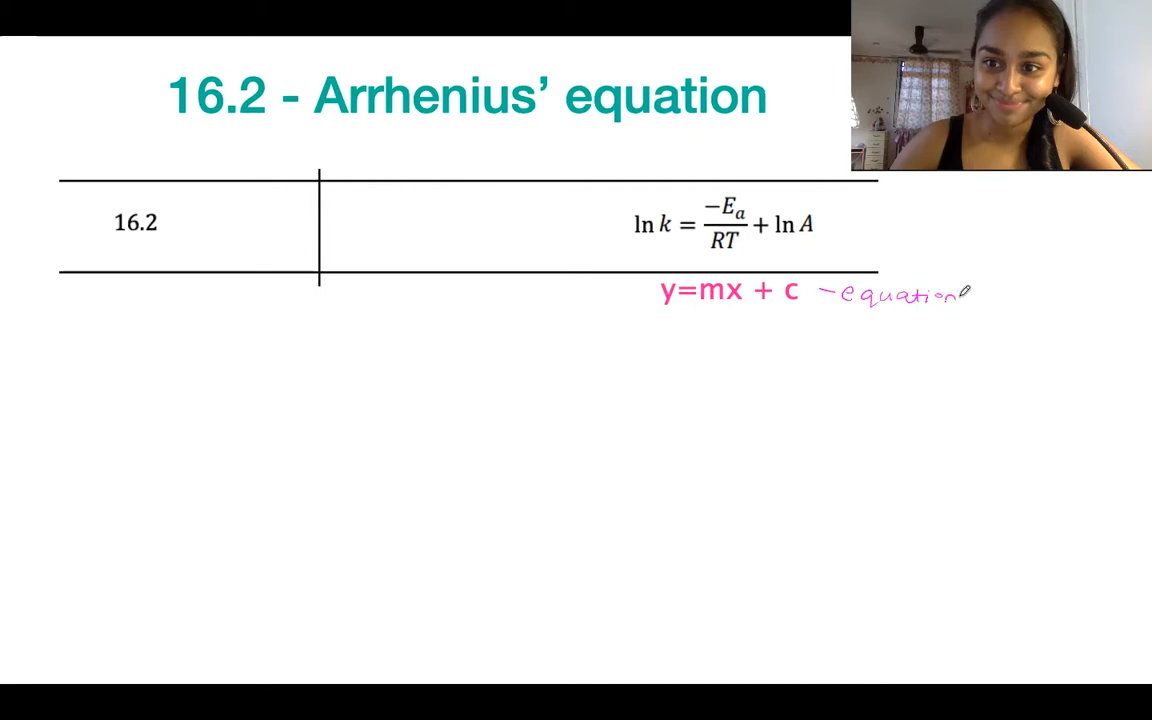 16.2 - Arrhenius’ equation
16.2
ln k = −Eₐ/RT + ln A
y=mx + c – equation